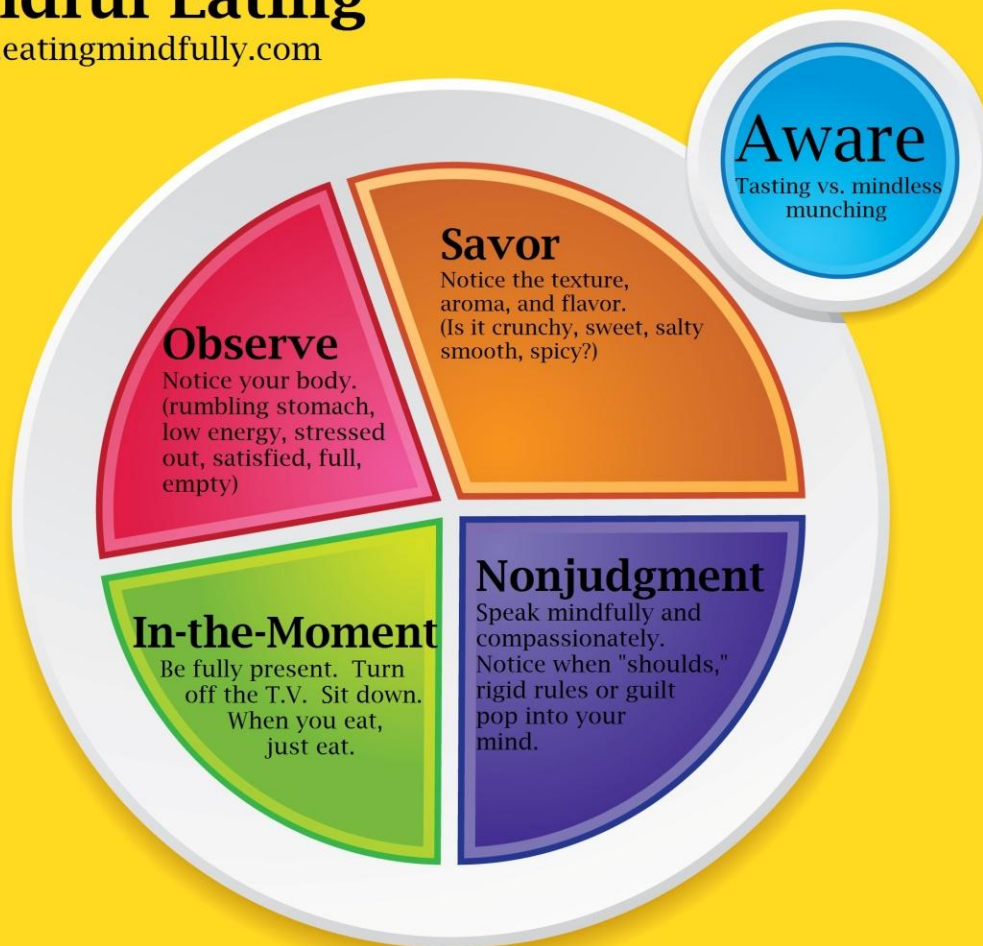 Eating
eatingmindfully.com
Aware
Tasting vs. mindless
munching
Savor
Notice the texture,
aroma, and flavor.
(Is it crunchy, sweet, salty
smooth, spicy?)
Observe
Notice your body.
(rumbling stomach,
low energy, stressed
out, satisfied, full,
empty)
In-the-Moment
Be fully present. Turn
off the T.V. Sit down.
When you eat,
just eat.
Nonjudgment
Speak mindfully and
compassionately.
Notice when "shoulds,"
rigid rules or guilt
pop into your
mind.